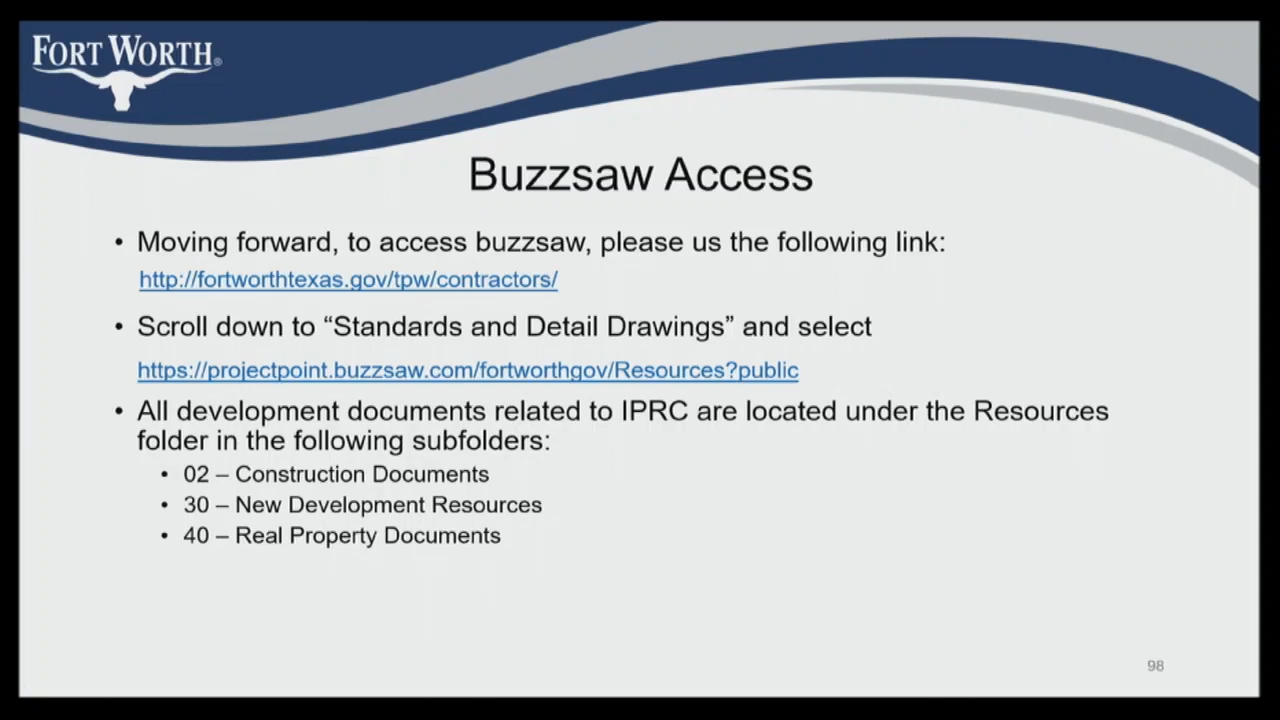 FORT WORTH®
Buzzsaw Access
• Moving forward, to access buzzsaw, please us the following link:
http://fortworthtexas.gov/tpw/contractors/
• Scroll down to “Standards and Detail Drawings” and select
https://projectpoint.buzzsaw.com/fortworthgov/Resources?public
• All development documents related to IPRC are located under the Resources
folder in the following subfolders:
• 02 – Construction Documents
• 30 – New Development Resources
• 40 – Real Property Documents
98